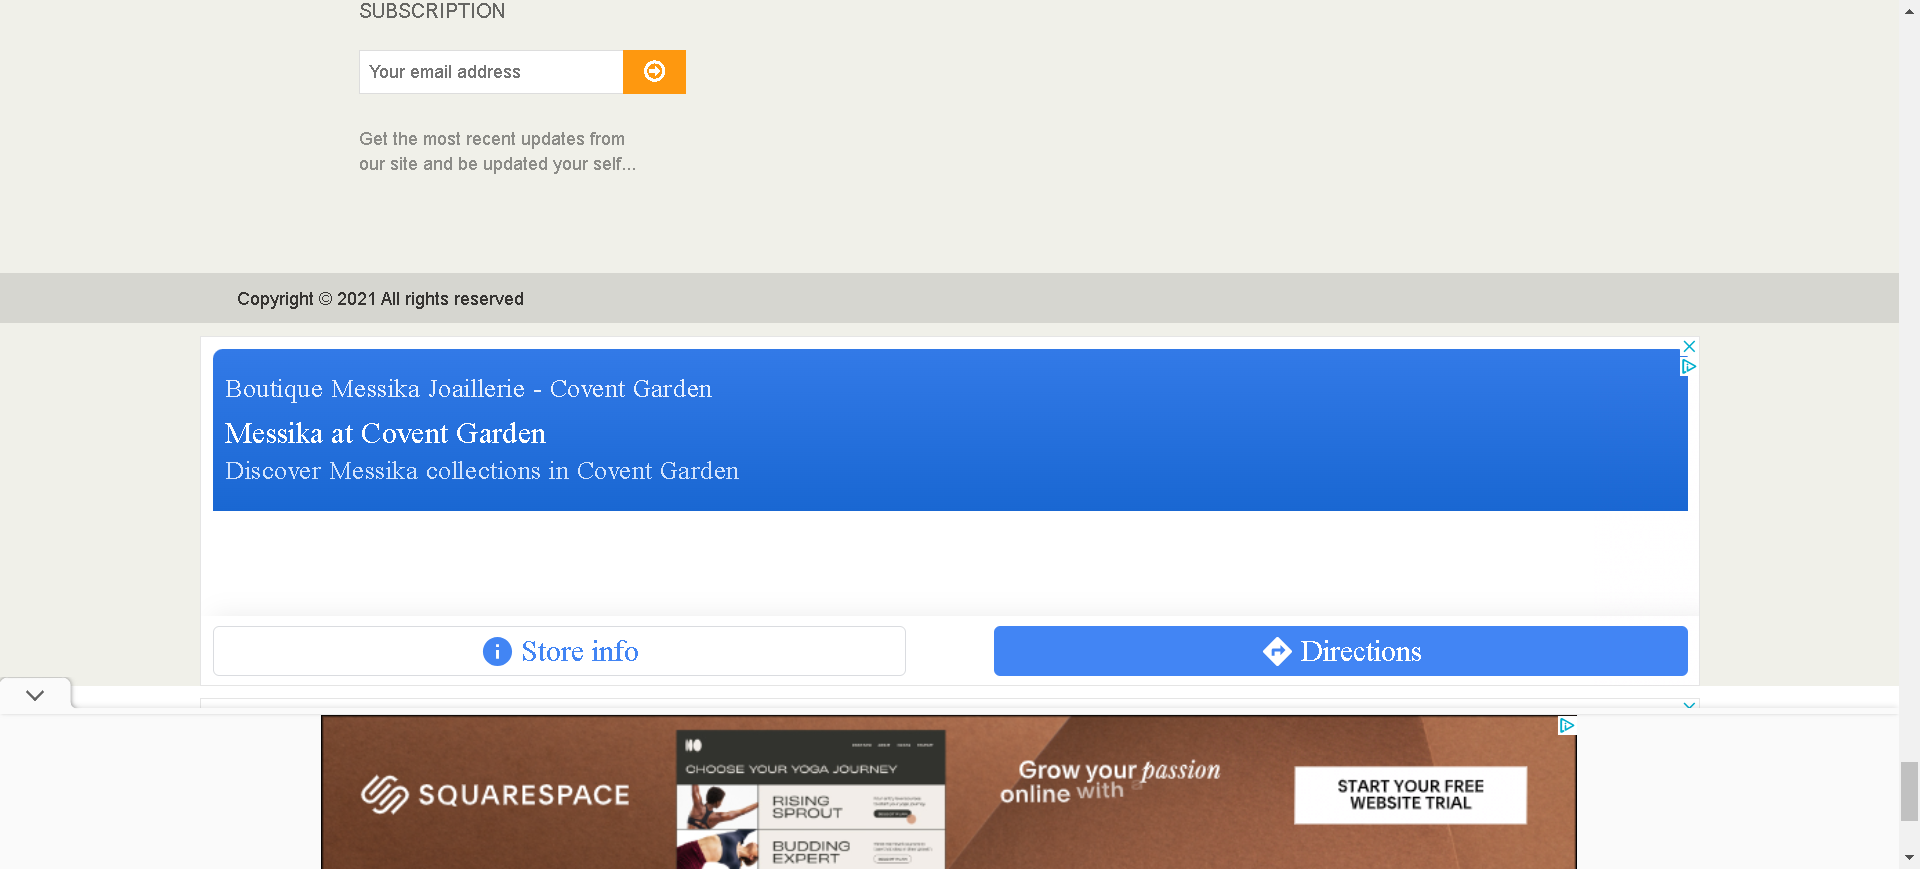 SUBSCRIPTION
Your email address
Get the most recent updates from
our site and be updated your self...
Copyright © 2021 All rights reserved
Boutique Messika Joaillerie - Covent Garden
Messika at Covent Garden
Discover Messika collections in Covent Garden
Store info
Directions
SQUARESPACE
CHOOSE YOUR YOGA JOURNEY
RISING
SPROUT
BUDDING
EXPERT
Grow your passion
online with a
START YOUR FREE
WEBSITE TRIAL